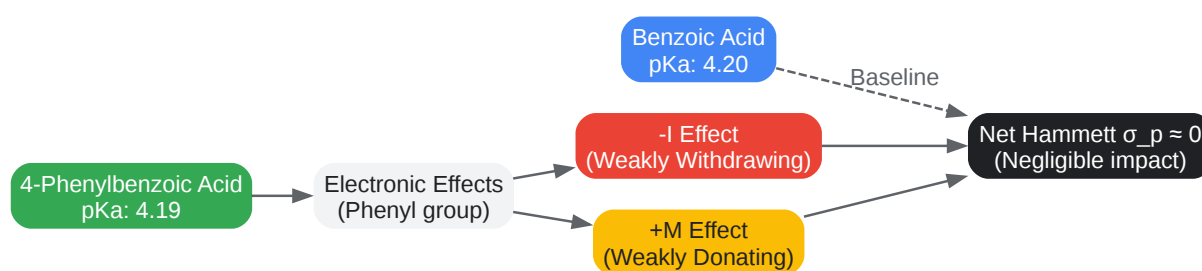 Benzoic Acid
pKa: 4.20
Baseline
-I Effect
(Weakly Withdrawing)
Net Hammett σ_p ≈ 0
(Negligible impact)
4-Phenylbenzoic Acid
pKa: 4.19
Electronic Effects
(Phenyl group)
+M Effect
(Weakly Donating)